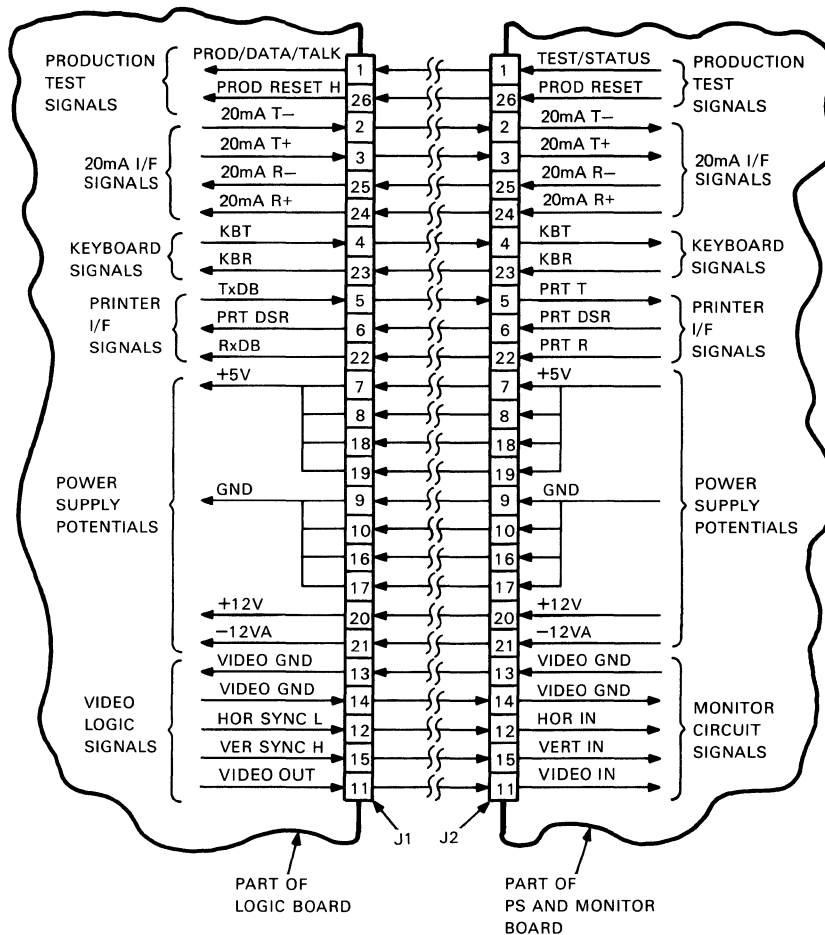 PROD/DATA/TALK 1 1 TEST/STATUS
PRODUCTION TEST SIGNALS
PRODUCTION TEST SIGNALS
PROD RESET H 26 26 PROD RESET
20mA T− 2 2 20mA T−
20mA T+ 3 3 20mA T+
20mA I/F SIGNALS
20mA I/F SIGNALS
20mA R− 25 25 20mA R−
20mA R+ 24 24 20mA R+
KBT 4 4 KBT
KEYBOARD SIGNALS
KEYBOARD SIGNALS
KBR 23 23 KBR
TxDB 5 5 PRT T
PRINTER I/F SIGNALS
PRINTER I/F SIGNALS
PRT DSR 6 6 PRT DSR
RxDB 22 22 PRT R
+5V 7 7 +5V
8 8
18 18
19 19
POWER SUPPLY POTENTIALS
POWER SUPPLY POTENTIALS
GND 9 9 GND
10 10
16 16
17 17
+12V 20 20 +12V
−12VA 21 21 −12VA
VIDEO GND 13 13 VIDEO GND
VIDEO GND 14 14 VIDEO GND
VIDEO LOGIC SIGNALS
MONITOR CIRCUIT SIGNALS
HOR SYNC L 12 12 HOR IN
VER SYNC H 15 15 VERT IN
VIDEO OUT 11 11 VIDEO IN
J1 J2
PART OF
LOGIC BOARD
PART OF
PS AND MONITOR
BOARD